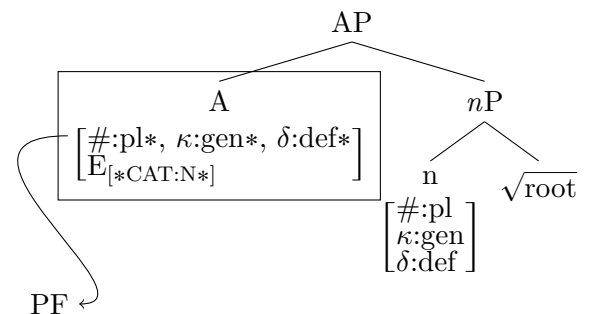 AP
A
nP
[#:pl∗, κ:gen∗, δ:def∗
E[∗CAT:N∗]]
n
√root
[#:pl
κ:gen
δ:def]
PF